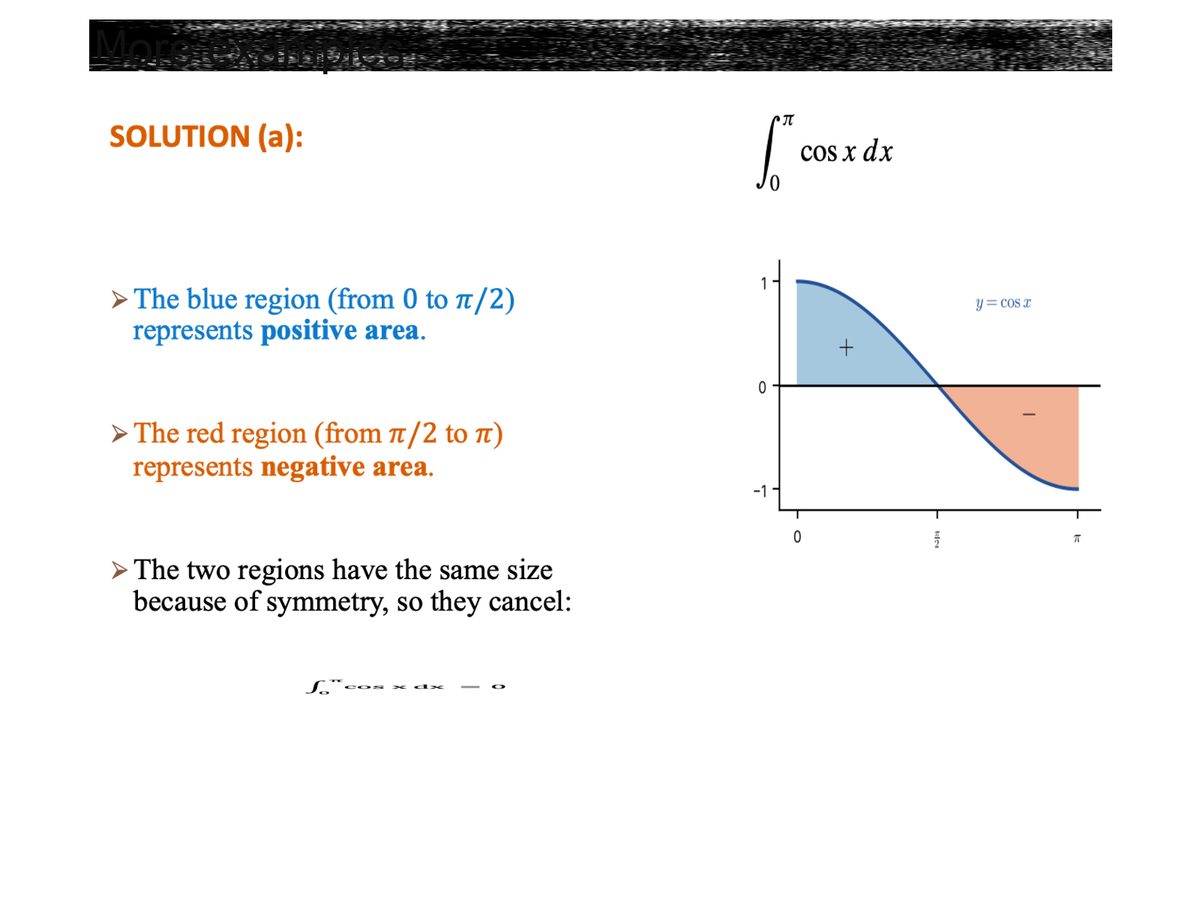 More examples:
SOLUTION (a):
∫₀^π cos x dx
➢ The blue region (from 0 to π/2)
represents positive area.
➢ The red region (from π/2 to π)
represents negative area.
➢ The two regions have the same size
because of symmetry, so they cancel:
∫₀^π cos x dx = 0
1
y = cos x
+
0
−
-1
0
π/2
π